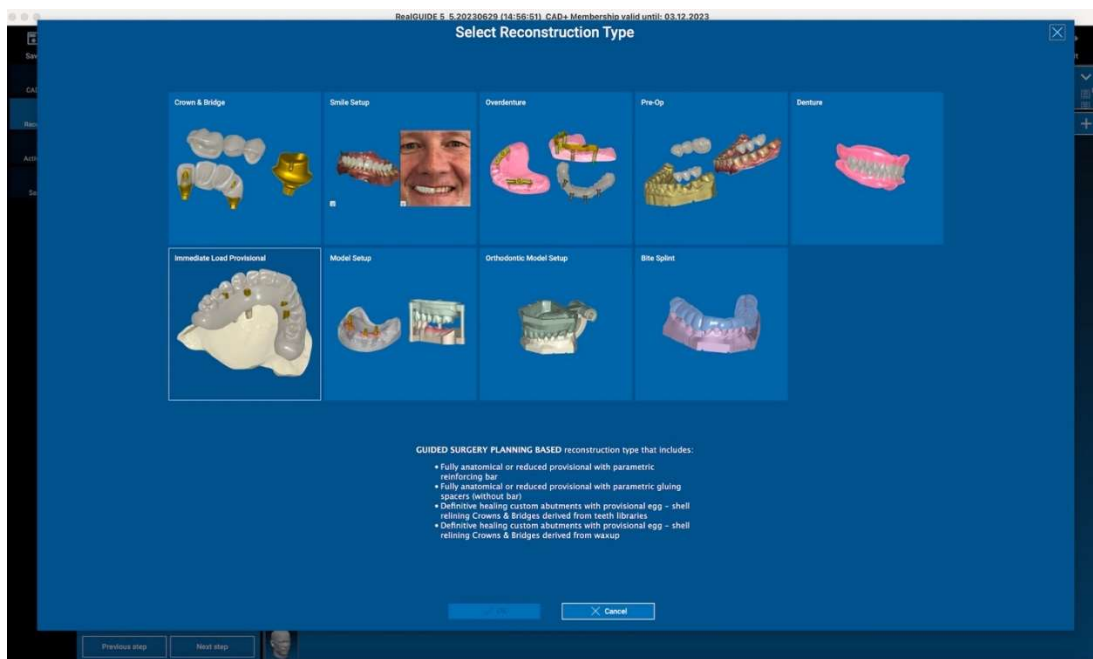 RealGUIDE 5 5.20230629 (14:56:51) CAD+ Membership valid until: 03.12.2023
Select Reconstruction Type
Crown & Bridge
Smile Setup
Overdenture
Pre-Op
Denture
Immediate Load Provisional
Model Setup
Orthodontic Model Setup
Bite Splint
GUIDED SURGERY PLANNING BASED reconstruction type that includes:
• Fully anatomical or reduced provisional with parametric
reinforcing bar
• Fully anatomical or reduced provisional with parametric gluing
spacers (without bar)
• Definitive healing custom abutments with provisional egg - shell
relining Crowns & Bridges derived from teeth libraries
• Definitive healing custom abutments with provisional egg - shell
relining Crowns & Bridges derived from waxup
Cancel
Previous step
Next step